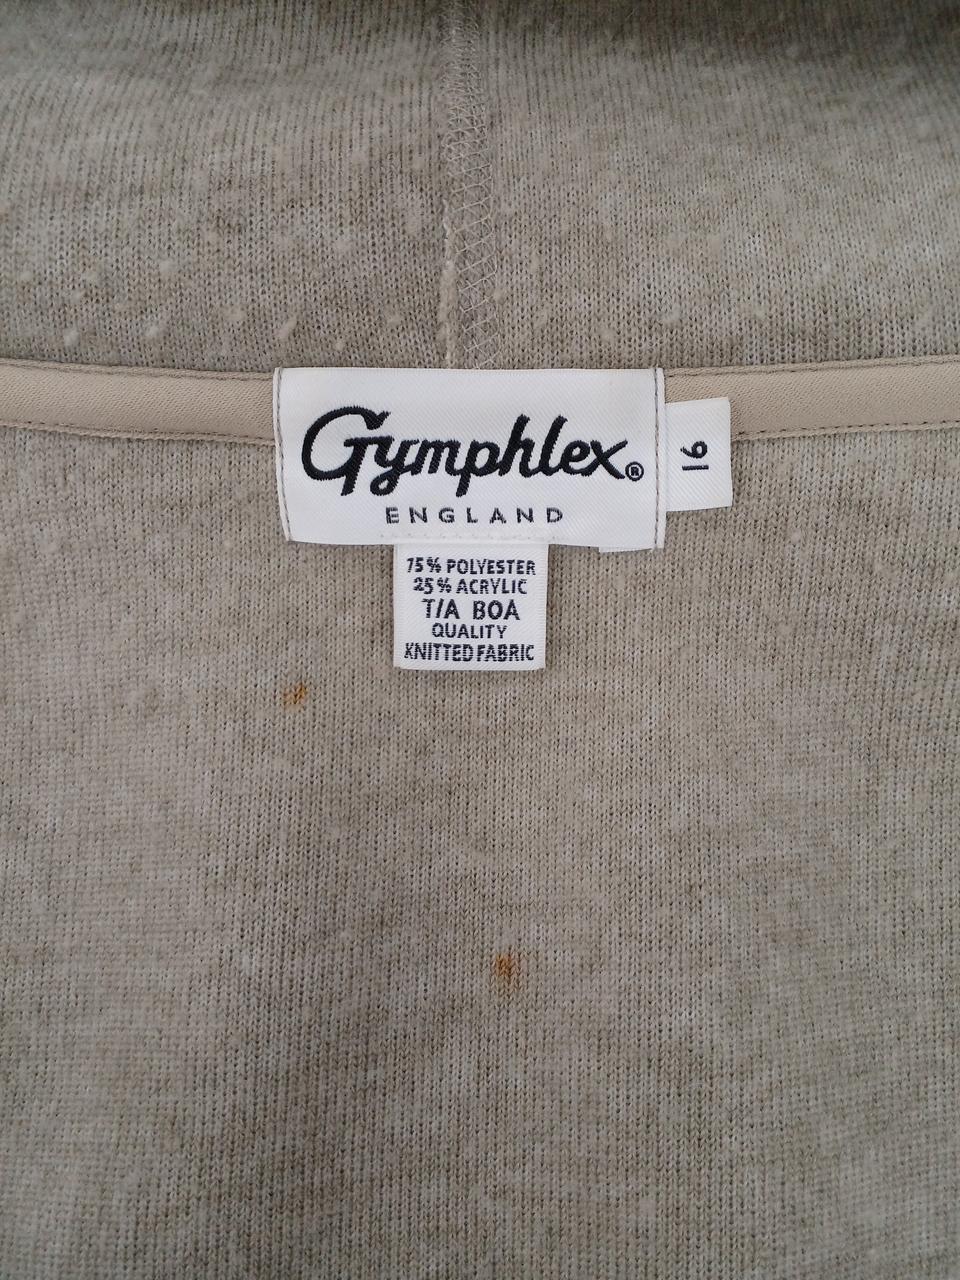 Gymphlex®
ENGLAND
16
75% POLYESTER
25% ACRYLIC
T/A BOA
QUALITY
KNITTED FABRIC